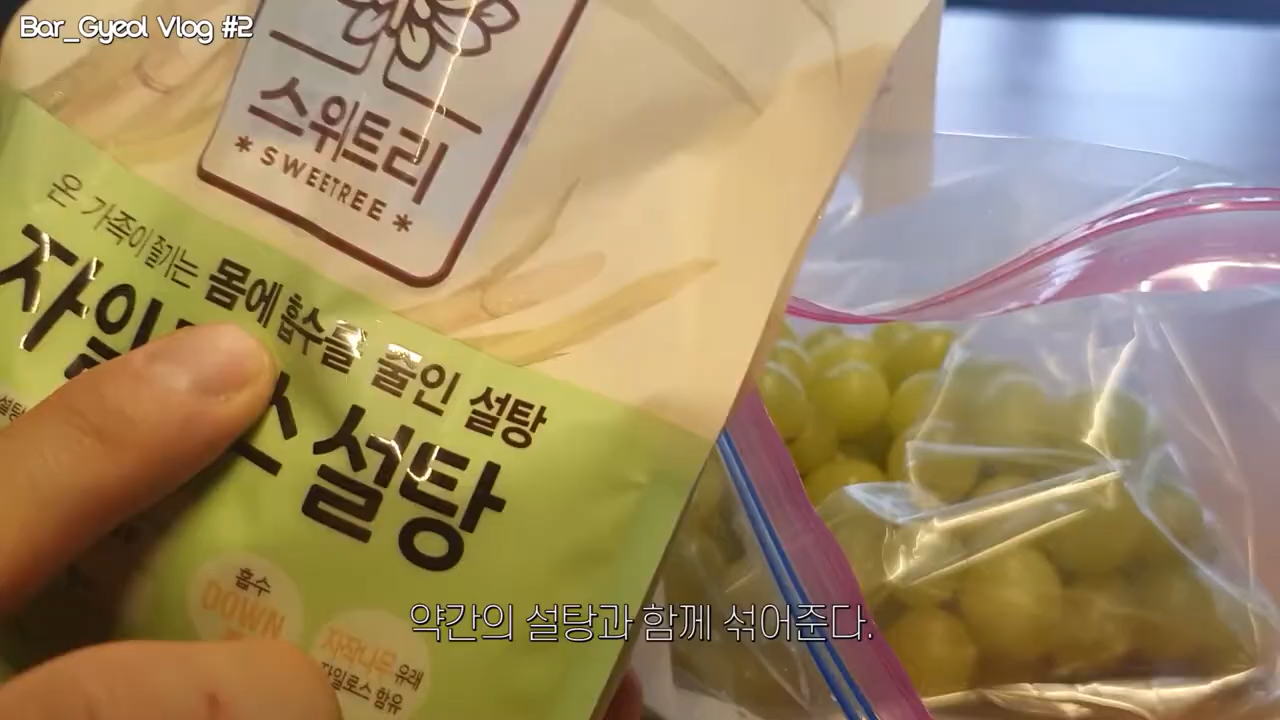 Bar_Gyeol Vlog #2
스위트리
* SWEETREE *
온 가족이 즐기는 몸에 흡수를 줄인 설탕
설탕
흡수
DOWN
자작나무 유래
자일로스 함유
약간의 설탕과 함께 섞어준다.